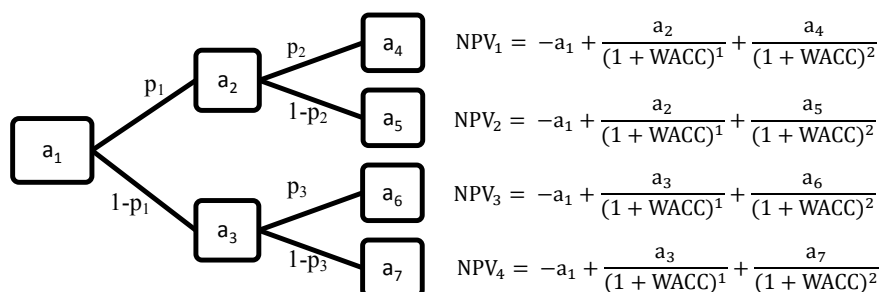 a₁
p₁
1-p₁
a₂
a₃
p₂
1-p₂
p₃
1-p₃
a₄
a₅
a₆
a₇
NPV₁ = −a₁ + a₂/(1 + WACC)¹ + a₄/(1 + WACC)²
NPV₂ = −a₁ + a₂/(1 + WACC)¹ + a₅/(1 + WACC)²
NPV₃ = −a₁ + a₃/(1 + WACC)¹ + a₆/(1 + WACC)²
NPV₄ = −a₁ + a₃/(1 + WACC)¹ + a₇/(1 + WACC)²